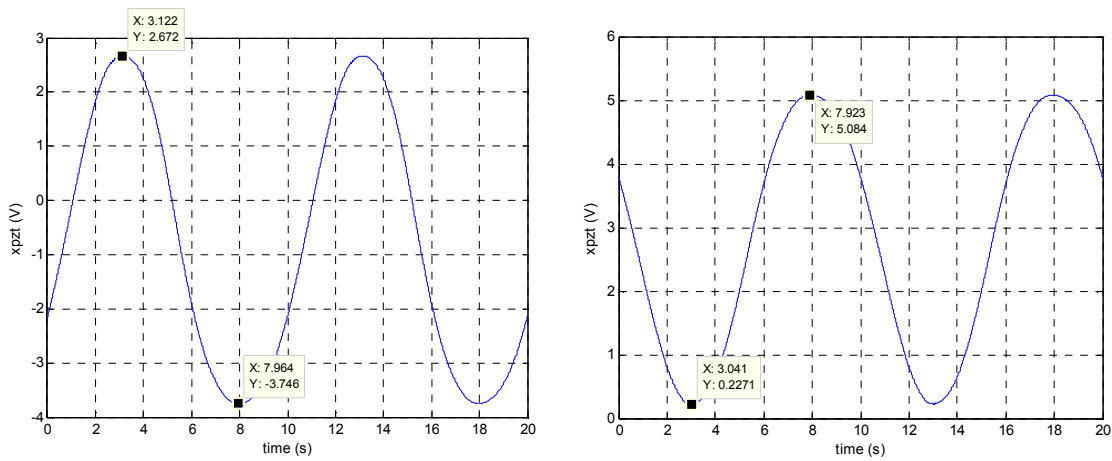 X: 3.122
Y: 2.672
3
2
1
0
-1
-2
-3
-4
xpzt (V)
X: 7.964
Y: -3.746
0 2 4 6 8 10 12 14 16 18 20
time (s)
6
5
4
3
2
1
0
xpzt (V)
X: 7.923
Y: 5.084
X: 3.041
Y: 0.2271
0 2 4 6 8 10 12 14 16 18 20
time (s)